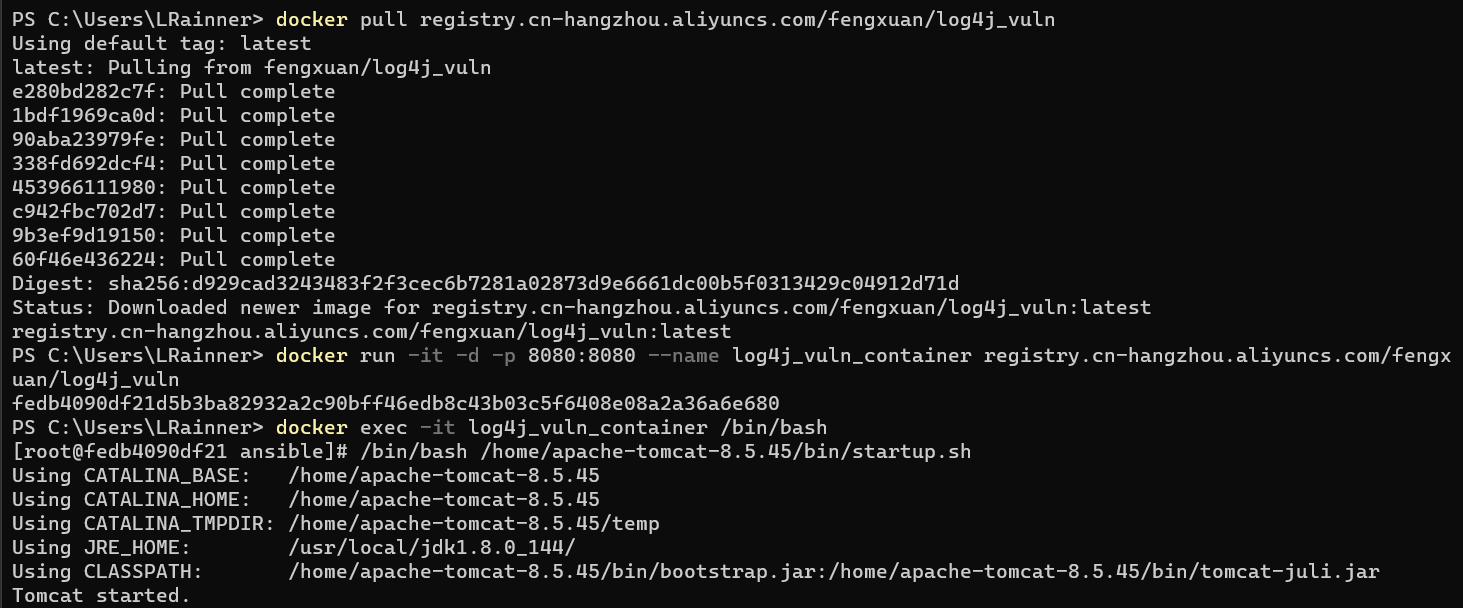 PS C:\Users\LRainner> docker pull registry.cn-hangzhou.aliyuncs.com/fengxuan/log4j_vuln
Using default tag: latest
latest: Pulling from fengxuan/log4j_vuln
e280bd282c7f: Pull complete
1bdf1969ca0d: Pull complete
90aba23979fe: Pull complete
338fd692dcf4: Pull complete
453966111980: Pull complete
c942fbc702d7: Pull complete
9b3ef9d19150: Pull complete
60f46e436224: Pull complete
Digest: sha256:d929cad3243483f2f3cec6b7281a02873d9e6661dc00b5f0313429c04912d71d
Status: Downloaded newer image for registry.cn-hangzhou.aliyuncs.com/fengxuan/log4j_vuln:latest
registry.cn-hangzhou.aliyuncs.com/fengxuan/log4j_vuln:latest
PS C:\Users\LRainner> docker run -it -d -p 8080:8080 --name log4j_vuln_container registry.cn-hangzhou.aliyuncs.com/fengx
uan/log4j_vuln
fedb4090df21d5b3ba82932a2c90bff46edb8c43b03c5f6408e08a2a36a6e680
PS C:\Users\LRainner> docker exec -it log4j_vuln_container /bin/bash
[root@fedb4090df21 ansible]# /bin/bash /home/apache-tomcat-8.5.45/bin/startup.sh
Using CATALINA_BASE:   /home/apache-tomcat-8.5.45
Using CATALINA_HOME:   /home/apache-tomcat-8.5.45
Using CATALINA_TMPDIR: /home/apache-tomcat-8.5.45/temp
Using JRE_HOME:        /usr/local/jdk1.8.0_144/
Using CLASSPATH:       /home/apache-tomcat-8.5.45/bin/bootstrap.jar:/home/apache-tomcat-8.5.45/bin/tomcat-juli.jar
Tomcat started.